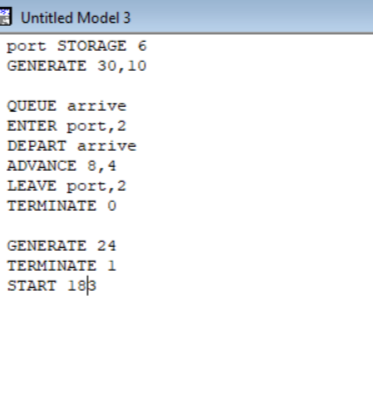 Untitled Model 3
port STORAGE 6
GENERATE 30,10
QUEUE arrive
ENTER port,2
DEPART arrive
ADVANCE 8,4
LEAVE port,2
TERMINATE 0
GENERATE 24
TERMINATE 1
START 183